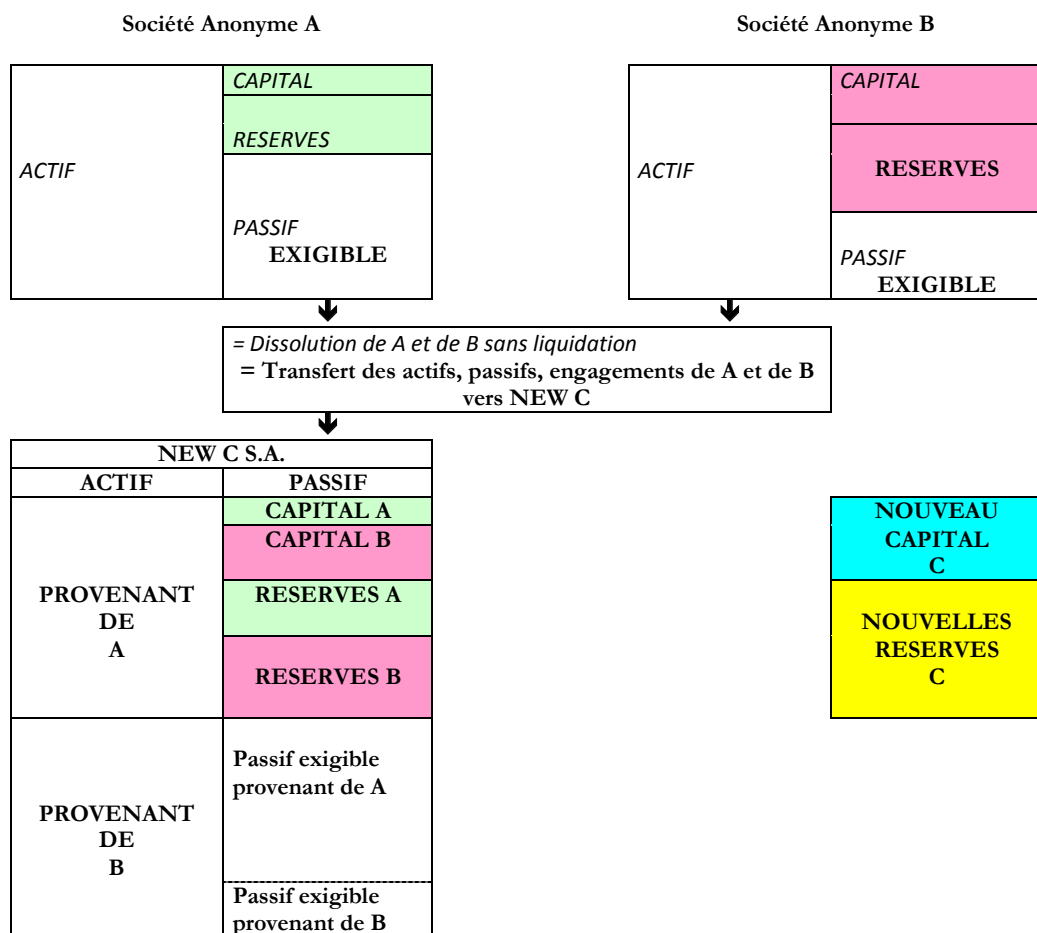 Société Anonyme A
Société Anonyme B
ACTIF
CAPITAL
RESERVES
PASSIF
EXIGIBLE
ACTIF
CAPITAL
RESERVES
PASSIF
EXIGIBLE
= Dissolution de A et de B sans liquidation
= Transfert des actifs, passifs, engagements de A et de B
vers NEW C
NEW C S.A.
ACTIF
PASSIF
PROVENANT
DE
A
CAPITAL A
CAPITAL B
RESERVES A
RESERVES B
PROVENANT
DE
B
Passif exigible
provenant de A
Passif exigible
provenant de B
NOUVEAU
CAPITAL
C
NOUVELLES
RESERVES
C